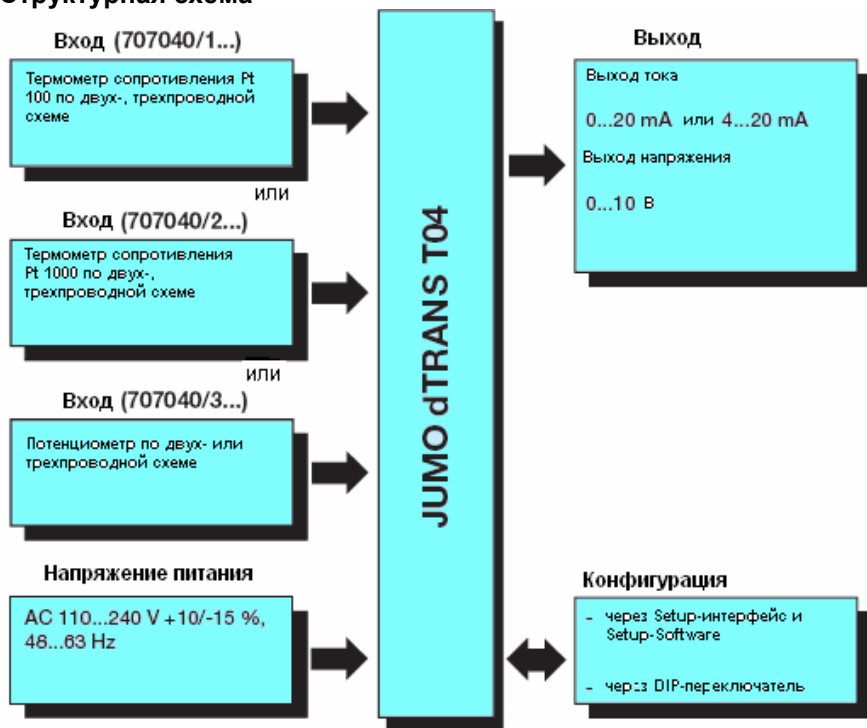 Структурная схема
Вход (707040/1...)
Термометр сопротивления Pt
100 по двух-, трехпроводной
схеме
или
Вход (707040/2...)
Термометр сопротивления
Pt 1000 по двух-,
трехпроводной схеме
или
Вход (707040/3...)
Потенциометр по двух- или
трехпроводной схеме
Напряжение питания
AC 110...240 V +10/-15 %,
48...63 Hz
JUMO dTRANS T04
Выход
Выход тока
0...20 mA или 4...20 mA
Выход напряжения
0...10 В
Конфигурация
- через Setup-интерфейс и
Setup-Software
- через DIP-переключатель